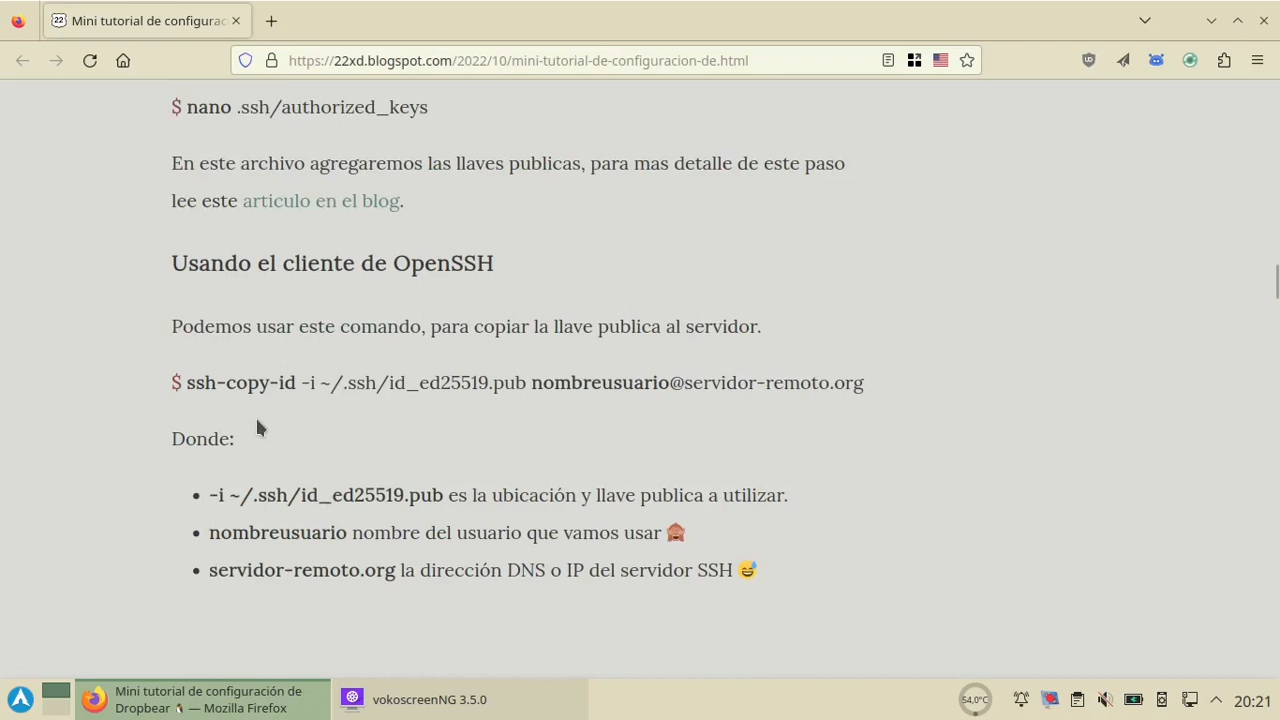 22 Mini tutorial de configurac
https://22xd.blogspot.com/2022/10/mini-tutorial-de-configuracion-de.html
$ nano .ssh/authorized_keys
En este archivo agregaremos las llaves publicas, para mas detalle de este paso
lee este articulo en el blog.
Usando el cliente de OpenSSH
Podemos usar este comando, para copiar la llave publica al servidor.
$ ssh-copy-id -i ~/.ssh/id_ed25519.pub nombreusuario@servidor-remoto.org
Donde:
• -i ~/.ssh/id_ed25519.pub es la ubicación y llave publica a utilizar.
• nombreusuario nombre del usuario que vamos usar 🙈
• servidor-remoto.org la dirección DNS o IP del servidor SSH 😅
Mini tutorial de configuración de
Dropbear 🐧 — Mozilla Firefox
vokoscreenNG 3.5.0
54,0°C
20:21